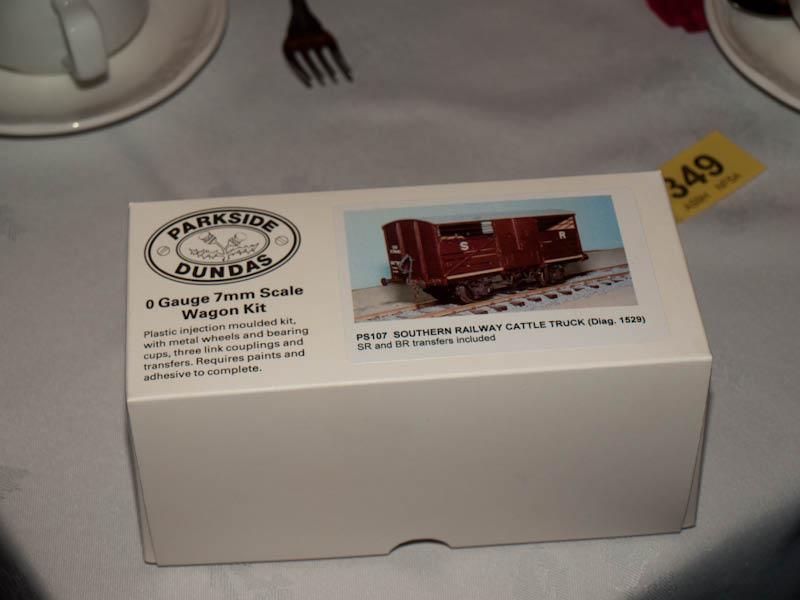 PARKSIDE
DUNDAS
0 Gauge 7mm Scale
Wagon Kit
Plastic injection moulded kit,
with metal wheels and bearing
cups, three link couplings and
transfers. Requires paints and
adhesive to complete.
S R
PS107 SOUTHERN RAILWAY CATTLE TRUCK (Diag. 1529)
SR and BR transfers included
349